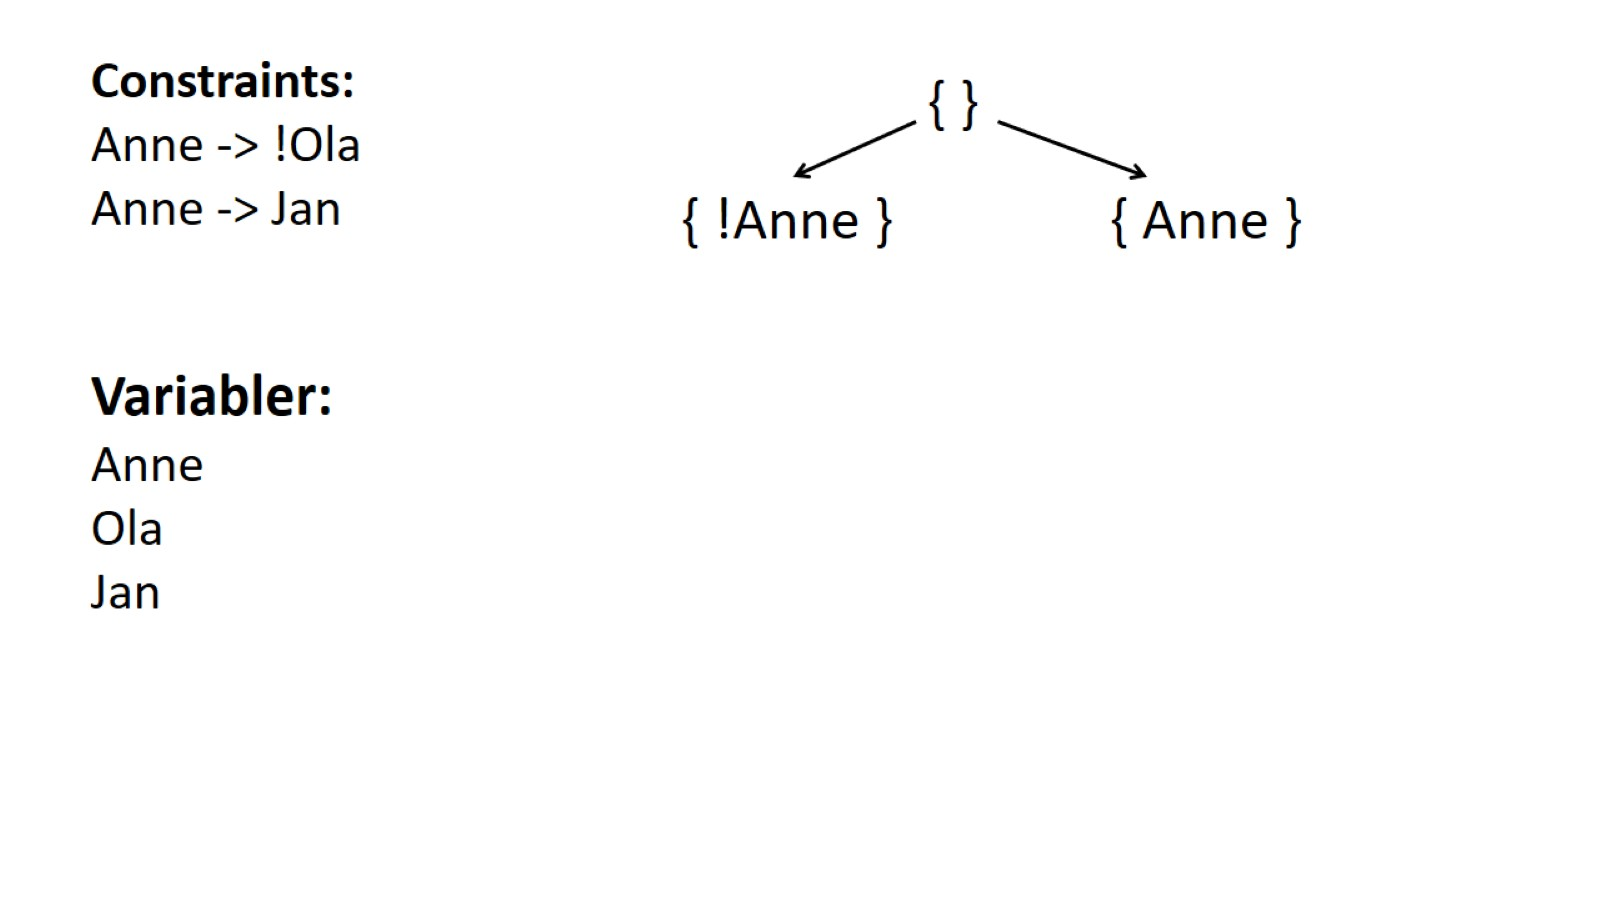 Constraints:
Anne -> !Ola
Anne -> Jan
{ }
{ !Anne }
{ Anne }
Variabler:
Anne
Ola
Jan